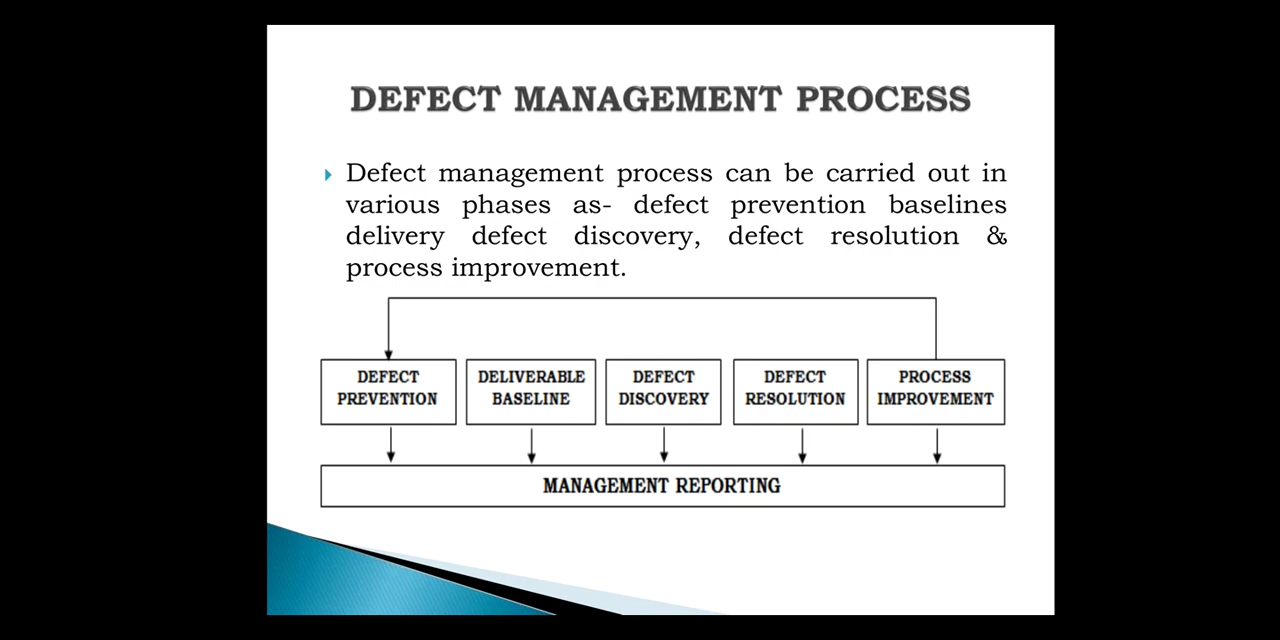 DEFECT MANAGEMENT PROCESS
Defect management process can be carried out in
various phases as- defect prevention baselines
delivery defect discovery, defect resolution &
process improvement.
DEFECT
PREVENTION
DELIVERABLE
BASELINE
DEFECT
DISCOVERY
DEFECT
RESOLUTION
PROCESS
IMPROVEMENT
MANAGEMENT REPORTING